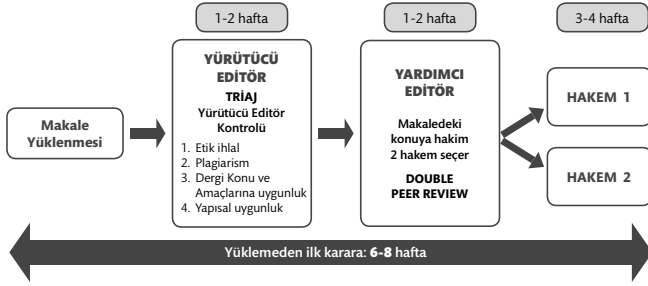 1-2 hafta
1-2 hafta
3-4 hafta
Makale
Yüklenmesi
YÜRÜTÜCÜ
EDİTÖR
TRİAJ
Yürütücü Editör
Kontrolü
1. Etik ihlal
2. Plagiarism
3. Dergi Konu ve
Amaçlarına uygunluk
4. Yapısal uygunluk
YARDIMCI
EDİTÖR
Makaledeki
konuya hakim
2 hakem seçer
DOUBLE
PEER REVIEW
HAKEM 1
HAKEM 2
Yüklemeden ilk karara: 6-8 hafta